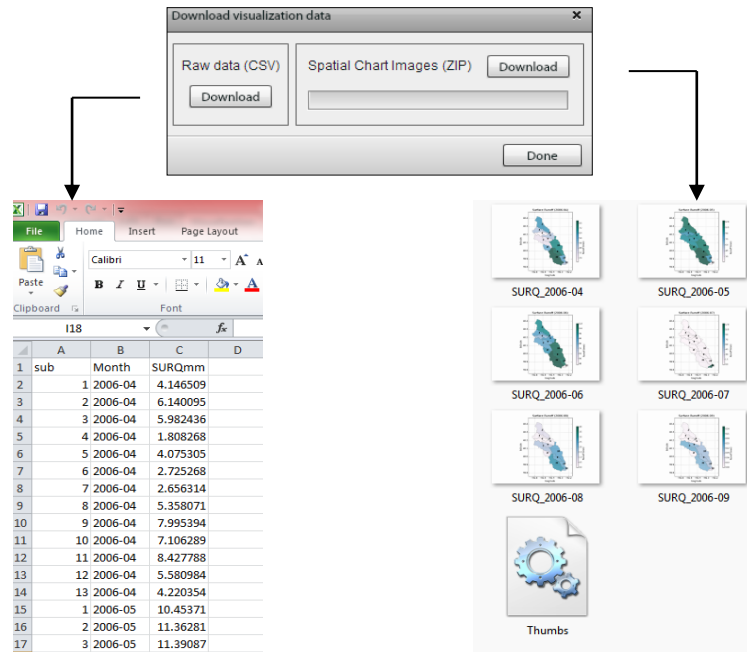 Download visualization data
Raw data (CSV)
Download
Spatial Chart Images (ZIP)
Download
Done
File Home Insert Page Layout
Paste
Calibri 11 A A
B I U A
Clipboard Font
I18 fx
A B C D
1 sub Month SURQmm
2 1 2006-04 4.146509
3 2 2006-04 6.140095
4 3 2006-04 5.982436
5 4 2006-04 1.808268
6 5 2006-04 4.075305
7 6 2006-04 2.725268
8 7 2006-04 2.656314
9 8 2006-04 5.358071
10 9 2006-04 7.995394
11 10 2006-04 7.106289
12 11 2006-04 8.427788
13 12 2006-04 5.580984
14 13 2006-04 4.220354
15 1 2006-05 10.45371
16 2 2006-05 11.36281
17 3 2006-05 11.39087
SURQ_2006-04
SURQ_2006-05
SURQ_2006-06
SURQ_2006-07
SURQ_2006-08
SURQ_2006-09
Thumbs